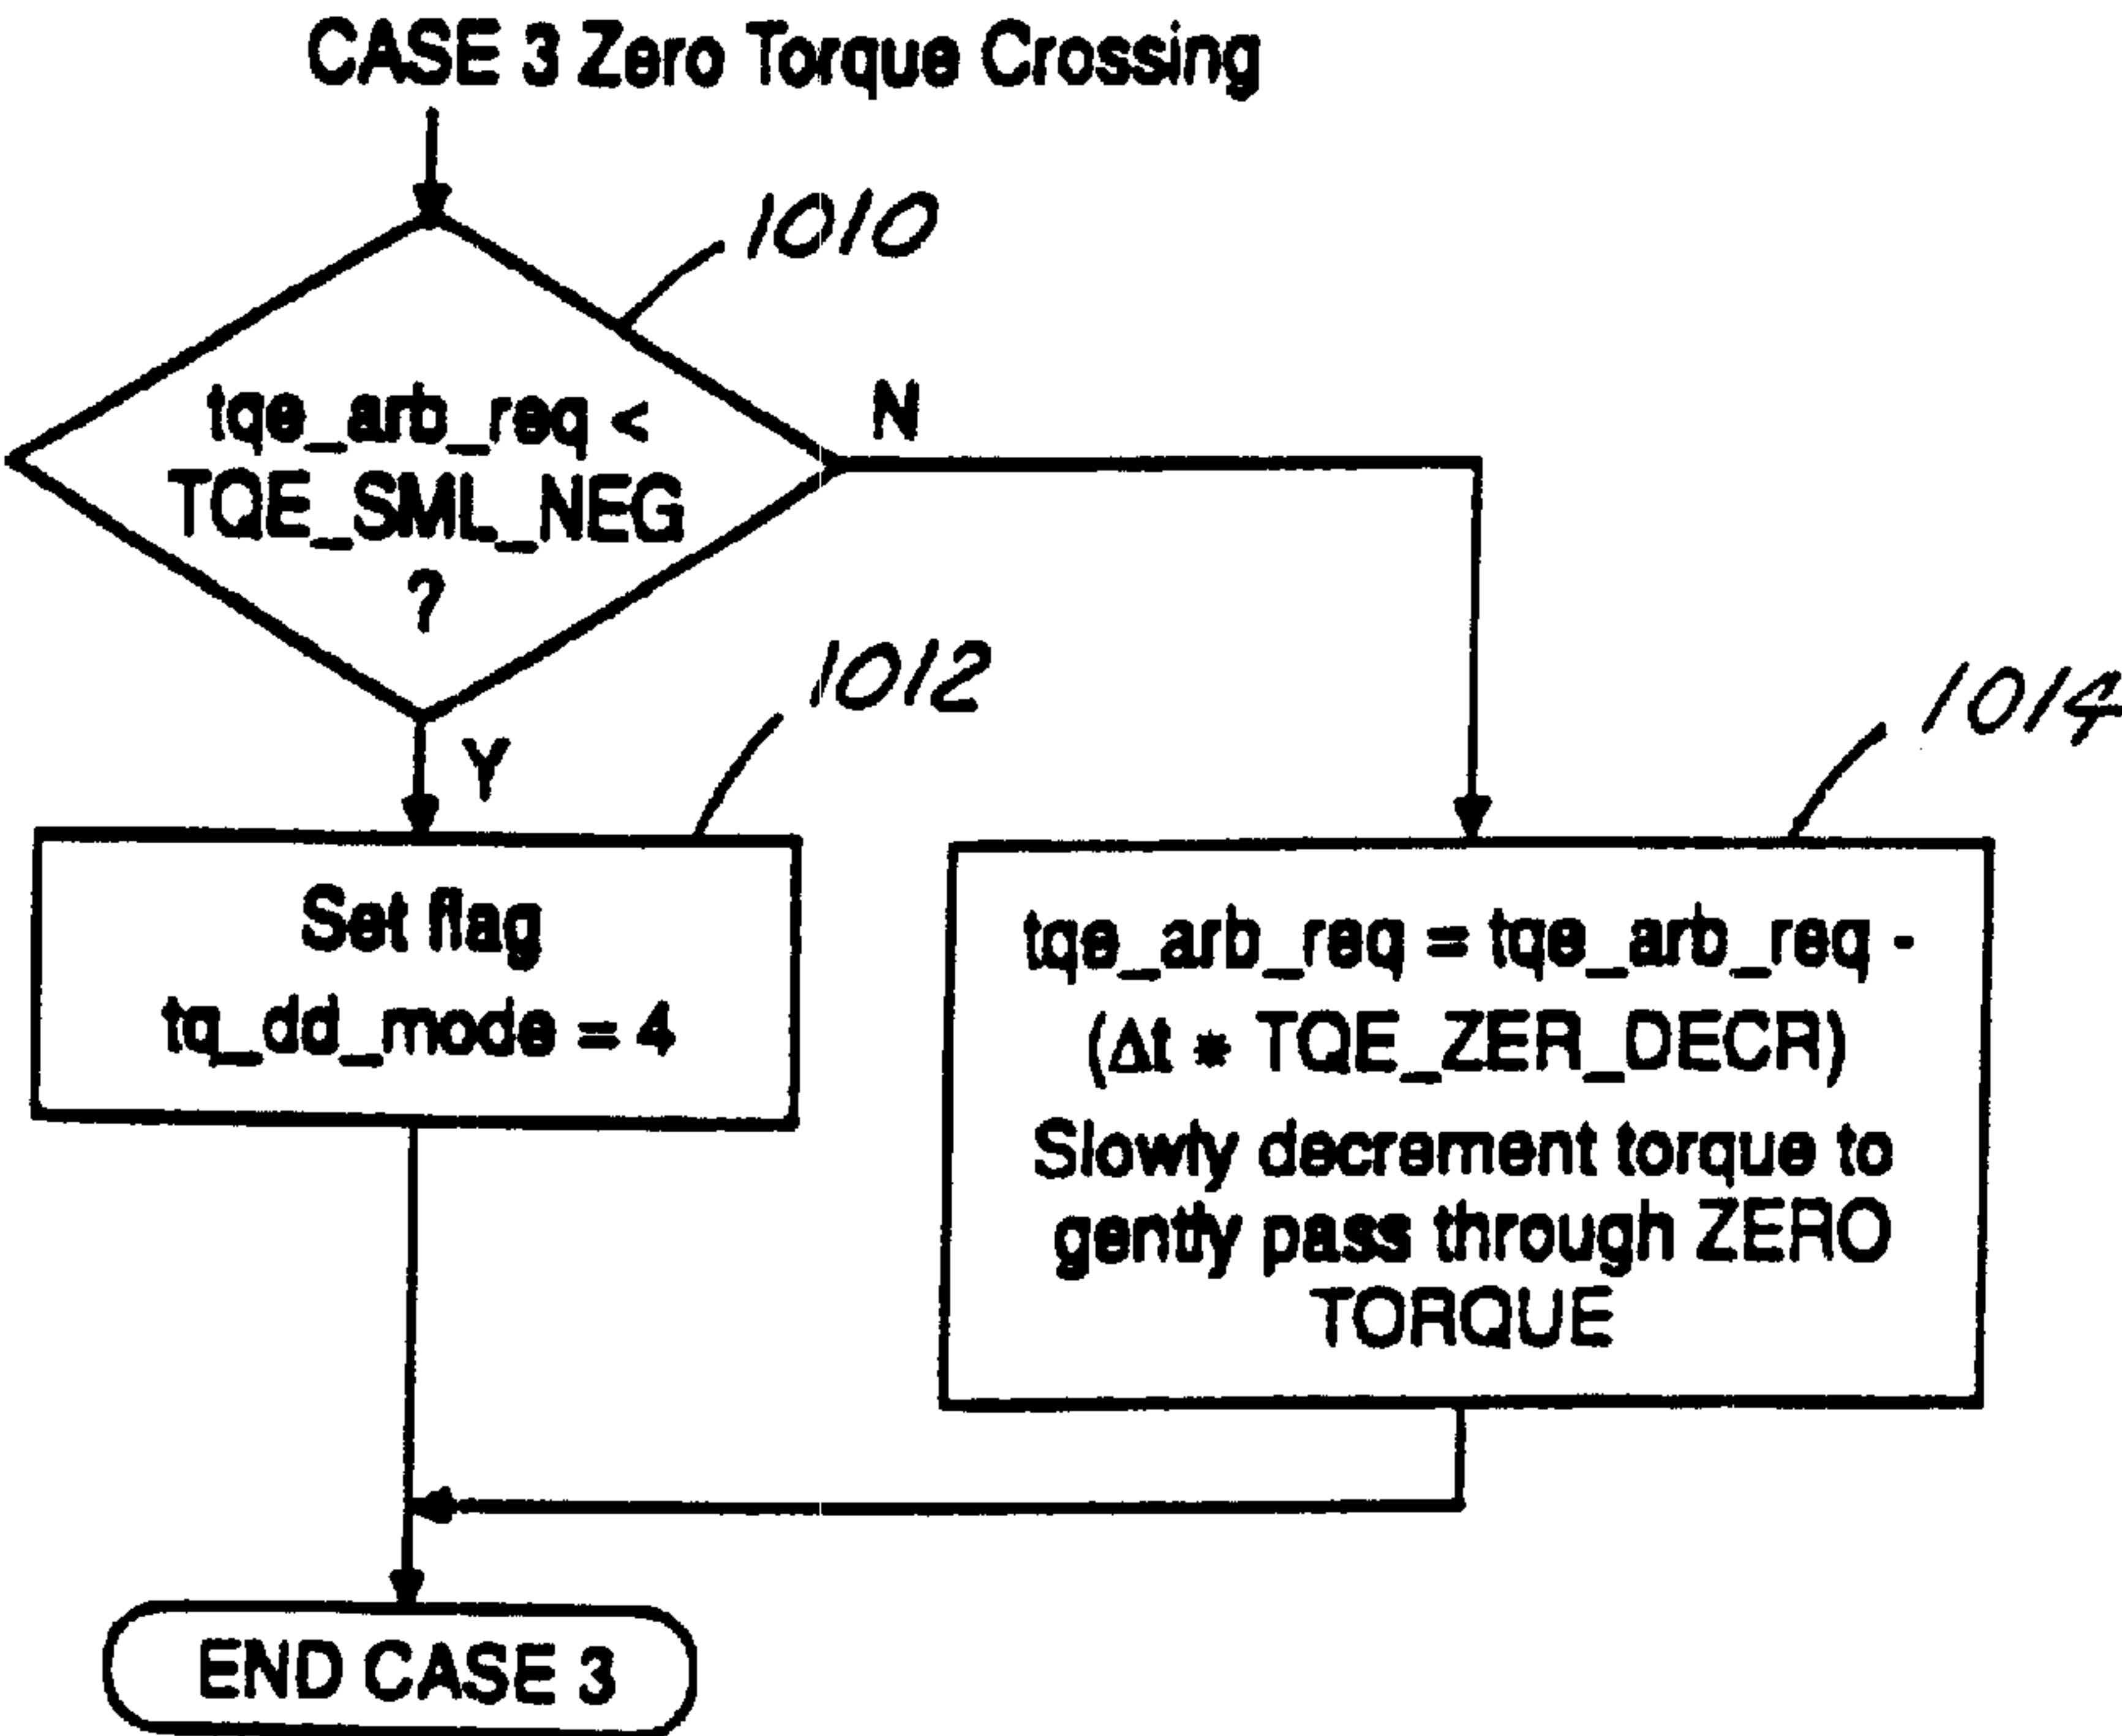 CASE 3 Zero Torque Crossing
1010
tqe_arb_req <
TQE_SML_NEG
?
N
Y
1012
1014
Set flag
tq_dd_mode = 4
tqe_arb_req = tqe_arb_req -
(Δt * TQE_ZER_DECR)
Slowly decrement torque to
gently pass through ZERO
TORQUE
END CASE 3